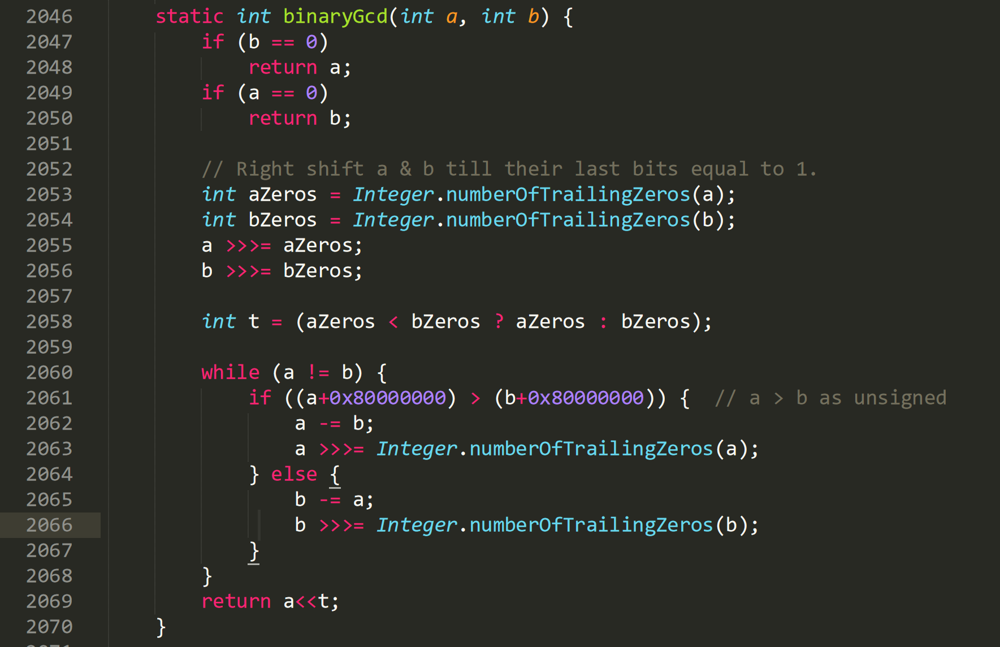 2046 static int binaryGcd(int a, int b) {
2047 if (b == 0)
2048 return a;
2049 if (a == 0)
2050 return b;
2051
2052 // Right shift a & b till their last bits equal to 1.
2053 int aZeros = Integer.numberOfTrailingZeros(a);
2054 int bZeros = Integer.numberOfTrailingZeros(b);
2055 a >>>= aZeros;
2056 b >>>= bZeros;
2057
2058 int t = (aZeros < bZeros ? aZeros : bZeros);
2059
2060 while (a != b) {
2061 if ((a+0x80000000) > (b+0x80000000)) { // a > b as unsigned
2062 a -= b;
2063 a >>>= Integer.numberOfTrailingZeros(a);
2064 } else {
2065 b -= a;
2066 b >>>= Integer.numberOfTrailingZeros(b);
2067 }
2068 }
2069 return a<<t;
2070 }